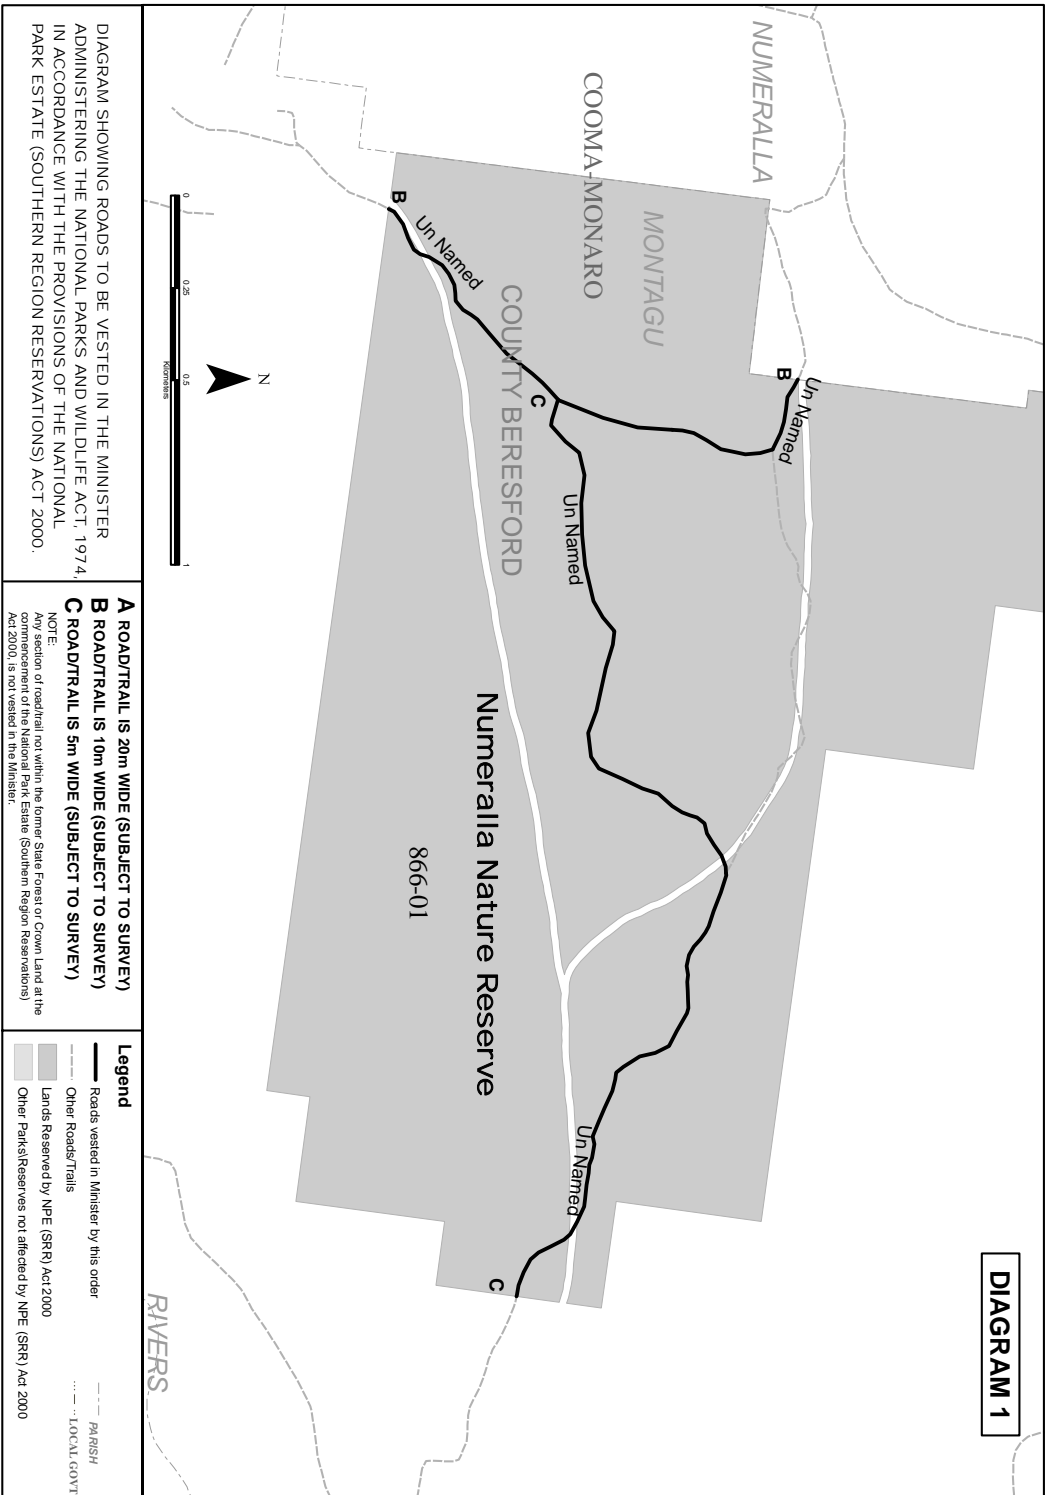 DIAGRAM 1
NUMERALLA
COOMA-MONARO
MONTAGU
B
Un Named
B
Un Named
COUNTY BERESFORD
C
Un Named
Numeralla Nature Reserve
866-01
Un Named
C
RIVERS
N
0 0.25 0.5 1
Kilometres
DIAGRAM SHOWING ROADS TO BE VESTED IN THE MINISTER
ADMINISTERING THE NATIONAL PARKS AND WILDLIFE ACT, 1974,
IN ACCORDANCE WITH THE PROVISIONS OF THE NATIONAL
PARK ESTATE (SOUTHERN REGION RESERVATIONS) ACT 2000.
A ROAD/TRAIL IS 20m WIDE (SUBJECT TO SURVEY)
B ROAD/TRAIL IS 10m WIDE (SUBJECT TO SURVEY)
C ROAD/TRAIL IS 5m WIDE (SUBJECT TO SURVEY)
NOTE:
Any section of road/trail not within the former State Forest or Crown Land at the
commencement of the National Park Estate (Southern Region Reservations)
Act 2000, is not vested in the Minister.
Legend
Roads vested in Minister by this order
Other Roads/Trails
Lands Reserved by NPE (SRR) Act 2000
Other Parks\Reserves not affected by NPE (SRR) Act 2000
PARISH
LOCAL GOVT